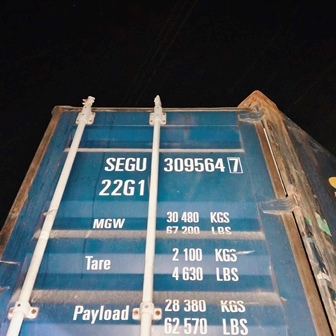 SEGU 309564 7
22G1
MGW 30 480 KGS
67 200 LBS
Tare 2 100 KGS
4 630 LBS
Payload 28 380 KGS
62 570 LBS